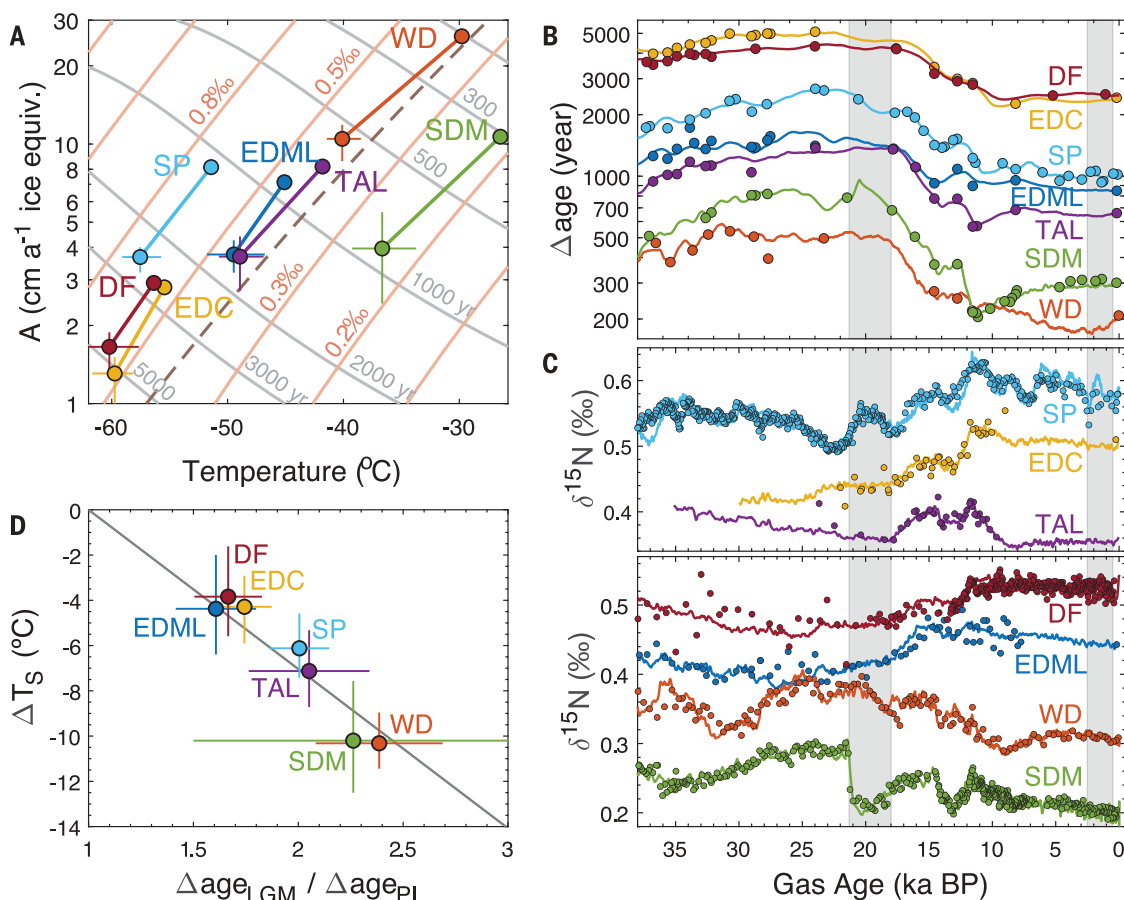 A
A (cm a⁻¹ ice equiv.)
30
20
10
8
6
4
3
2
1
-60
-50
-40
-30
Temperature (ºC)
0.8‰
0.5‰
0.3‰
0.2‰
300
500
1000 yr
2000 yr
3000 yr
5000
WD
SDM
SP
EDML
TAL
DF
EDC
B
Δage (year)
5000
3000
2000
1000
700
500
300
200
DF
EDC
SP
EDML
TAL
SDM
WD
C
δ¹⁵N (‰)
0.6
0.5
0.4
SP
EDC
TAL
δ¹⁵N (‰)
0.5
0.4
0.3
0.2
DF
EDML
WD
SDM
35
30
25
20
15
10
5
0
Gas Age (ka BP)
D
ΔT_S (ºC)
0
-2
-4
-6
-8
-10
-12
-14
DF
EDC
EDML
SP
TAL
WD
SDM
1
1.5
2
2.5
3
Δage_LGM / Δage_PI